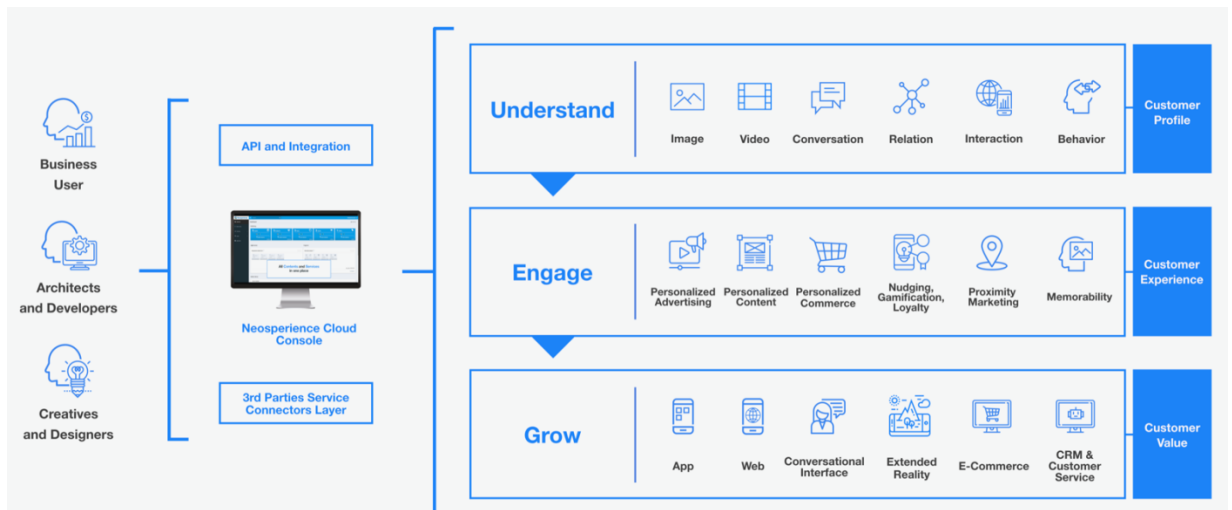 Business
User
Architects
and Developers
Creatives
and Designers
API and Integration
Neosperience Cloud
Console
3rd Parties Service
Connectors Layer
Understand
Image
Video
Conversation
Relation
Interaction
Behavior
Customer
Profile
Engage
Personalized
Advertising
Personalized
Content
Personalized
Commerce
Nudging,
Gamification,
Loyalty
Proximity
Marketing
Memorability
Customer
Experience
Grow
App
Web
Conversational
Interface
Extended
Reality
E-Commerce
CRM &
Customer
Service
Customer
Value